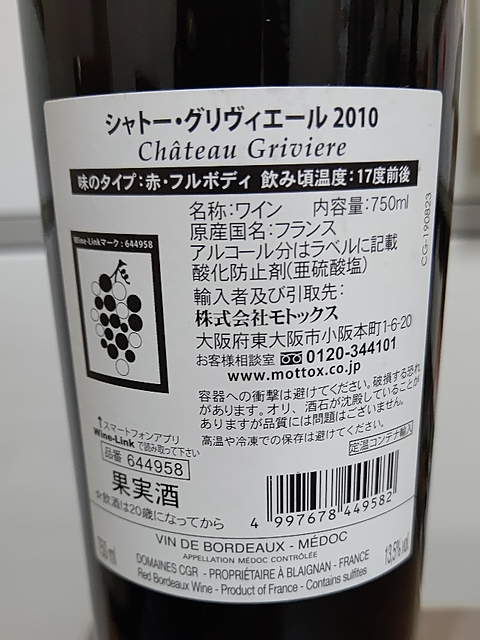 シャトー・グリヴィエール 2010
Château Griviere
味のタイプ:赤・フルボディ 飲み頃温度:17度前後
名称:ワイン 内容量:750ml
原産国名:フランス
アルコール分はラベルに記載
酸化防止剤(亜硫酸塩)
輸入者及び引取先:
株式会社モトックス
大阪府東大阪市小阪本町1-6-20
お客様相談室 0120-344101
www.mottox.co.jp
CG-190823
Wine-Linkマーク:644958
↑スマートフォンアプリ
Wine-Linkで読み取って下さい
品番 644958
果実酒
☆飲酒は20歳になってから
容器への衝撃は避けてください。破損する恐れ
があります。オリ、酒石が沈殿していることが
ありますが品質には問題はございません。
高温や冷凍での保存は避けてください。
定温コンテナ輸入
4 997678 449582
VIN DE BORDEAUX - MÉDOC
APPELLATION MÉDOC CONTRÔLÉE
750 ml
DOMAINES CGR - PROPRIÉTAIRE À BLAIGNAN - FRANCE
13,5% vol.
Red Bordeaux Wine - Product of France - Contains sulfites